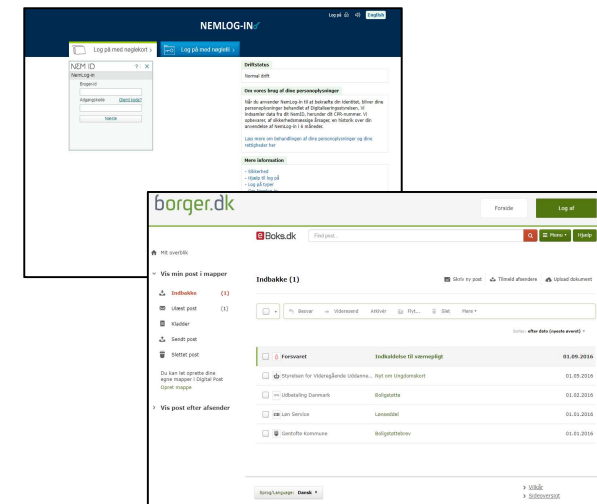 Log på
English
NEMLOG-IN
Log på med nøglekort ›
Log på med nøglefil ›
NEM ID
? X
NemLog-in
Bruger-id
Adgangskode Glemt kode?
Næste
Driftsstatus
Normal drift
Om vores brug af dine personoplysninger
Når du anvender NemLog-in til at bekræfte din identitet, bliver dine
personoplysninger behandlet af Digitaliseringsstyrelsen. Vi
indsamler data fra dit NemID, herunder dit CPR-nummer. Vi
opbevarer, af sikkerhedsmæssige årsager, en historik over din
anvendelse af NemLog-in i 6 måneder.
Læs mere om behandlingen af dine personoplysninger og dine
rettigheder her
Mere information
- Sikkerhed
- Hjælp til log på
- Log på typer
borger.dk
Forside
Log af
e Boks.dk
Find post...
Menu
Hjælp
Mit overblik
Vis min post i mapper
Indbakke (1)
Ulæst post (1)
Kladder
Sendt post
Slettet post
Du kan let oprette dine
egne mapper i Digital Post
Opret mappe
Vis post efter afsender
Indbakke (1)
Skriv ny post
Tilmeld afsendere
Upload dokument
Besvar Videresend Arkivér Flyt... Slet Mere
Sorter: efter dato (nyeste øverst)
Forsvaret Indkaldelse til værnepligt 01.09.2016
Styrelsen for Videregående Uddanne... Nyt om Ungdomskort 01.05.2016
Udbetaling Danmark Boligstøtte 01.02.2016
Løn Service Lønseddel 01.01.2016
Gentofte Kommune Boligstøttebrev 01.01.2016
Sprog/Language: Dansk
› Vilkår
› Sideoversigt